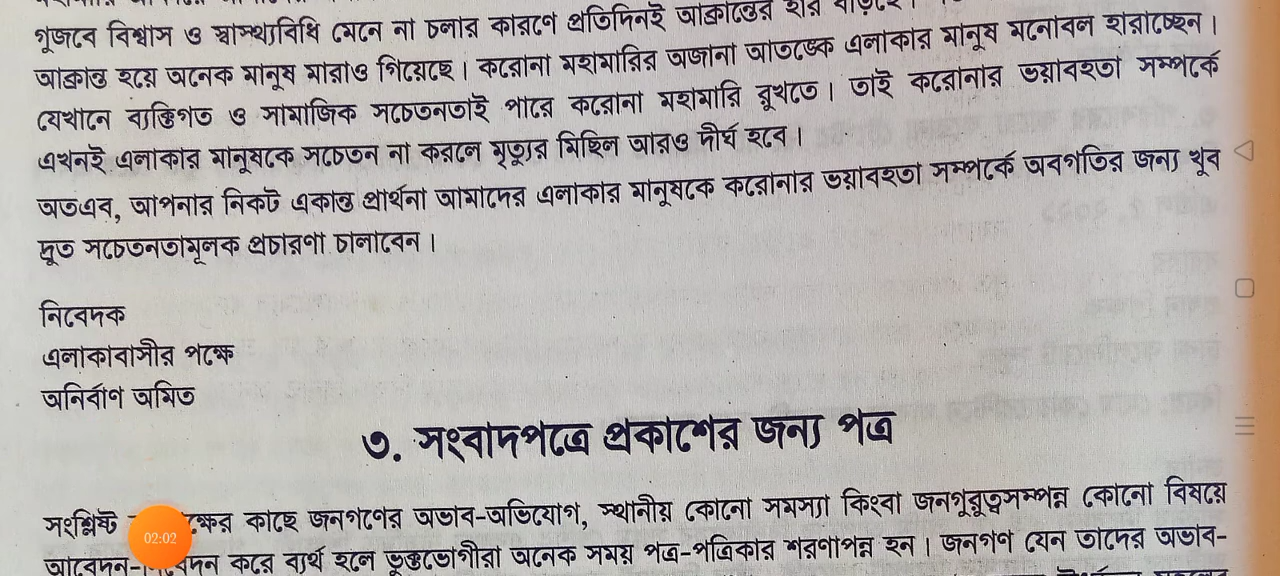 গুজবে বিশ্বাস ও স্বাস্থ্যবিধি মেনে না চলার কারণে প্রতিদিনই আক্রান্তের হার বাড়ছে।
আক্রান্ত হয়ে অনেক মানুষ মারাও গিয়েছে। করোনা মহামারির অজানা আতঙ্কে এলাকার মানুষ মনোবল হারাচ্ছেন।
যেখানে ব্যক্তিগত ও সামাজিক সচেতনতাই পারে করোনা মহামারি রুখতে। তাই করোনার ভয়াবহতা সম্পর্কে
এখনই এলাকার মানুষকে সচেতন না করলে মৃত্যুর মিছিল আরও দীর্ঘ হবে।
অতএব, আপনার নিকট একান্ত প্রার্থনা আমাদের এলাকার মানুষকে করোনার ভয়াবহতা সম্পর্কে অবগতির জন্য খুব
দ্রুত সচেতনতামূলক প্রচারণা চালাবেন।
নিবেদক
এলাকাবাসীর পক্ষে
অনির্বাণ অমিত
৩. সংবাদপত্রে প্রকাশের জন্য পত্র
সংশ্লিষ্ট কাছে জনগণের অভাব-অভিযোগ, স্থানীয় কোনো সমস্যা কিংবা জনগুরুত্বসম্পন্ন কোনো বিষয়ে
02:02
আবেদন-নিবেদন করে ব্যর্থ হলে ভুক্তভোগীরা অনেক সময় পত্র-পত্রিকার শরণাপন্ন হন। জনগণ যেন তাদের অভাব-